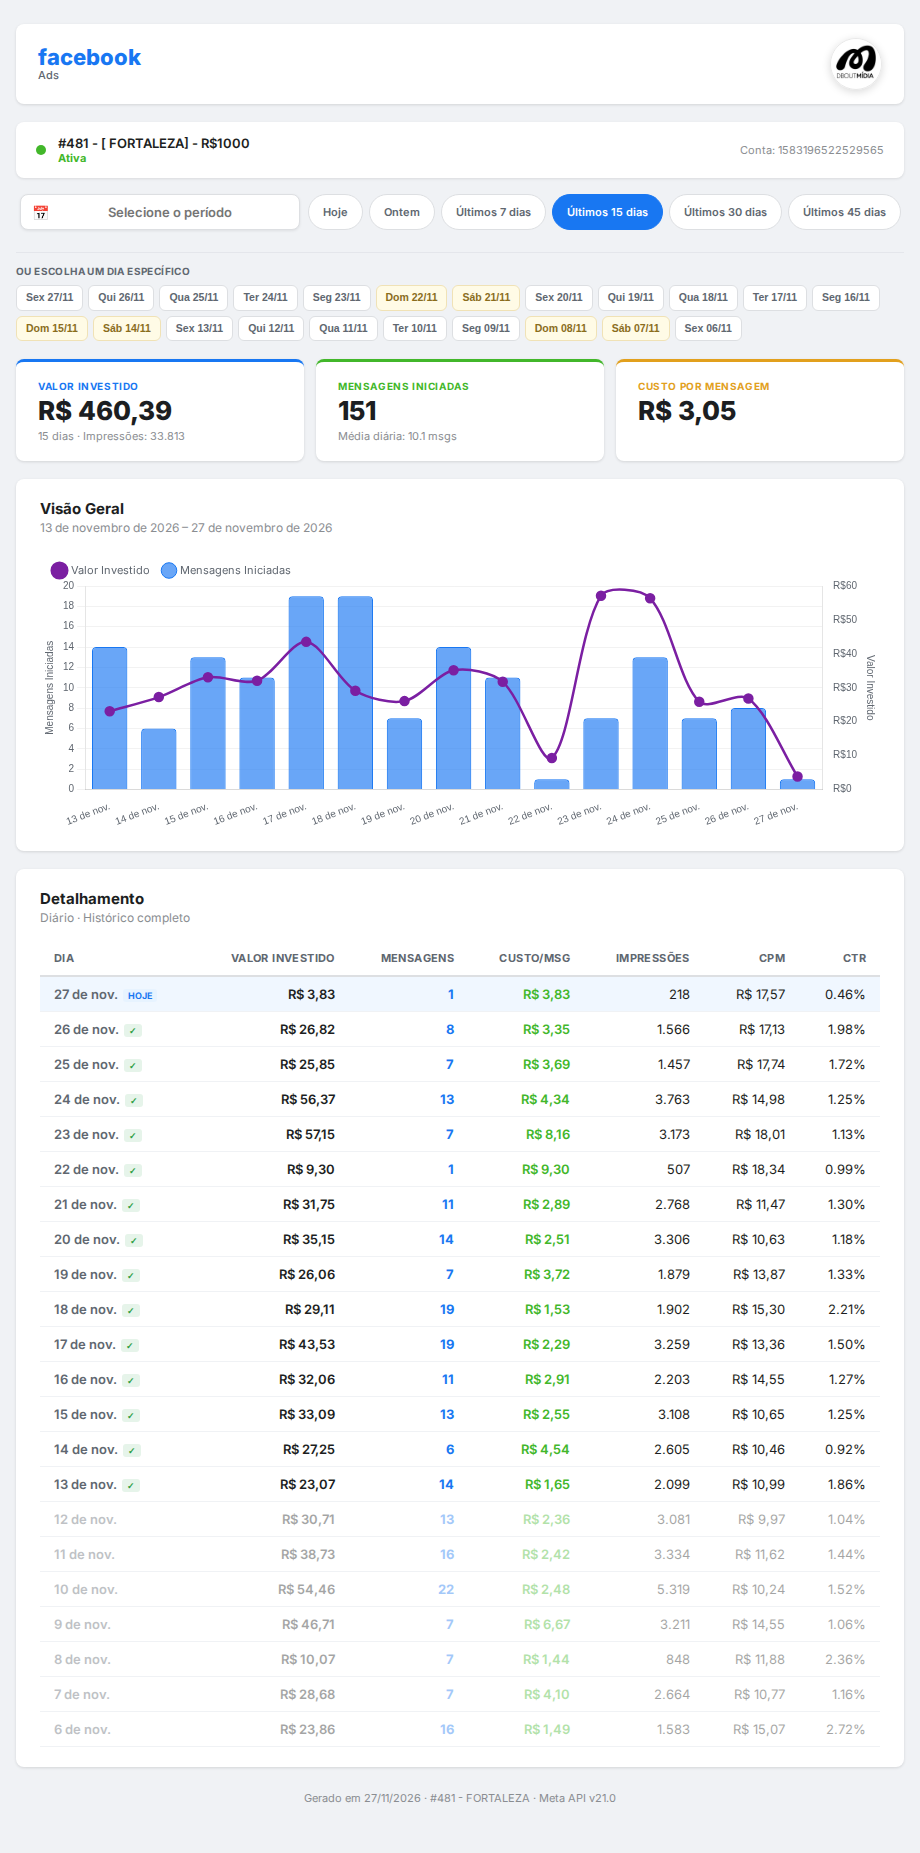 facebook
Ads
DBOUTMÍDIA
#481 - [ FORTALEZA] - R$1000
Ativa
Conta: 1583196522529565
Selecione o período
Hoje
Ontem
Últimos 7 dias
Últimos 15 dias
Últimos 30 dias
Últimos 45 dias
OU ESCOLHA UM DIA ESPECÍFICO
Sex 27/11 Qui 26/11 Qua 25/11 Ter 24/11 Seg 23/11 Dom 22/11 Sáb 21/11 Sex 20/11 Qui 19/11 Qua 18/11 Ter 17/11 Seg 16/11
Dom 15/11 Sáb 14/11 Sex 13/11 Qui 12/11 Qua 11/11 Ter 10/11 Seg 09/11 Dom 08/11 Sáb 07/11 Sex 06/11
VALOR INVESTIDO
R$ 460,39
15 dias · Impressões: 33.813
MENSAGENS INICIADAS
151
Média diária: 10.1 msgs
CUSTO POR MENSAGEM
R$ 3,05
Visão Geral
13 de novembro de 2026 – 27 de novembro de 2026
Valor Investido
Mensagens Iniciadas
Mensagens Iniciadas
20
18
16
14
12
10
8
6
4
2
0
R$60
R$50
R$40
R$30
R$20
R$10
R$0
Valor Investido
13 de nov. 14 de nov. 15 de nov. 16 de nov. 17 de nov. 18 de nov. 19 de nov. 20 de nov. 21 de nov. 22 de nov. 23 de nov. 24 de nov. 25 de nov. 26 de nov. 27 de nov.
Detalhamento
Diário · Histórico completo
DIA VALOR INVESTIDO MENSAGENS CUSTO/MSG IMPRESSÕES CPM CTR
27 de nov. HOJE R$ 3,83 1 R$ 3,83 218 R$ 17,57 0.46%
26 de nov. ✓ R$ 26,82 8 R$ 3,35 1.566 R$ 17,13 1.98%
25 de nov. ✓ R$ 25,85 7 R$ 3,69 1.457 R$ 17,74 1.72%
24 de nov. ✓ R$ 56,37 13 R$ 4,34 3.763 R$ 14,98 1.25%
23 de nov. ✓ R$ 57,15 7 R$ 8,16 3.173 R$ 18,01 1.13%
22 de nov. ✓ R$ 9,30 1 R$ 9,30 507 R$ 18,34 0.99%
21 de nov. ✓ R$ 31,75 11 R$ 2,89 2.768 R$ 11,47 1.30%
20 de nov. ✓ R$ 35,15 14 R$ 2,51 3.306 R$ 10,63 1.18%
19 de nov. ✓ R$ 26,06 7 R$ 3,72 1.879 R$ 13,87 1.33%
18 de nov. ✓ R$ 29,11 19 R$ 1,53 1.902 R$ 15,30 2.21%
17 de nov. ✓ R$ 43,53 19 R$ 2,29 3.259 R$ 13,36 1.50%
16 de nov. ✓ R$ 32,06 11 R$ 2,91 2.203 R$ 14,55 1.27%
15 de nov. ✓ R$ 33,09 13 R$ 2,55 3.108 R$ 10,65 1.25%
14 de nov. ✓ R$ 27,25 6 R$ 4,54 2.605 R$ 10,46 0.92%
13 de nov. ✓ R$ 23,07 14 R$ 1,65 2.099 R$ 10,99 1.86%
12 de nov. R$ 30,71 13 R$ 2,36 3.081 R$ 9,97 1.04%
11 de nov. R$ 38,73 16 R$ 2,42 3.334 R$ 11,62 1.44%
10 de nov. R$ 54,46 22 R$ 2,48 5.319 R$ 10,24 1.52%
9 de nov. R$ 46,71 7 R$ 6,67 3.211 R$ 14,55 1.06%
8 de nov. R$ 10,07 7 R$ 1,44 848 R$ 11,88 2.36%
7 de nov. R$ 28,68 7 R$ 4,10 2.664 R$ 10,77 1.16%
6 de nov. R$ 23,86 16 R$ 1,49 1.583 R$ 15,07 2.72%
Gerado em 27/11/2026 · #481 - FORTALEZA · Meta API v21.0